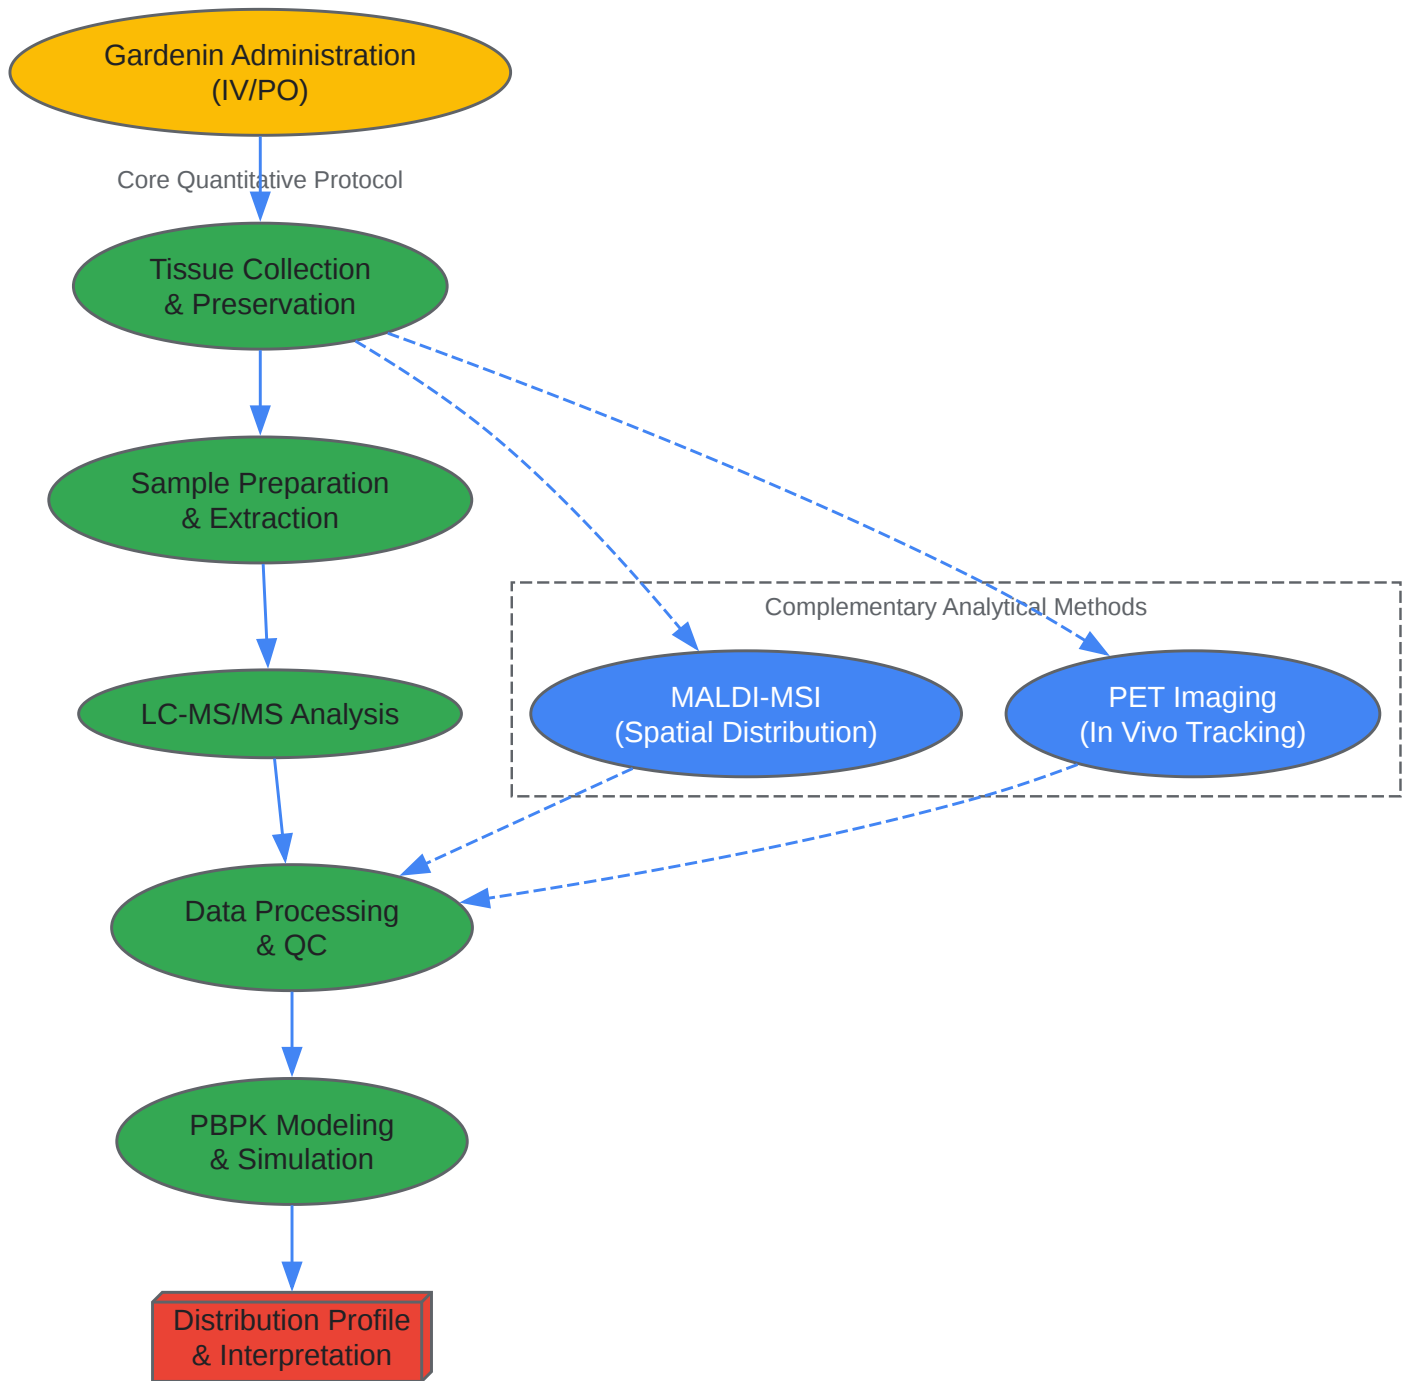 Gardenin Administration
(IV/PO)
Core Quantitative Protocol
Tissue Collection
& Preservation
Sample Preparation
& Extraction
Complementary Analytical Methods
LC-MS/MS Analysis
MALDI-MSI
(Spatial Distribution)
PET Imaging
(In Vivo Tracking)
Data Processing
& QC
PBPK Modeling
& Simulation
Distribution Profile
& Interpretation